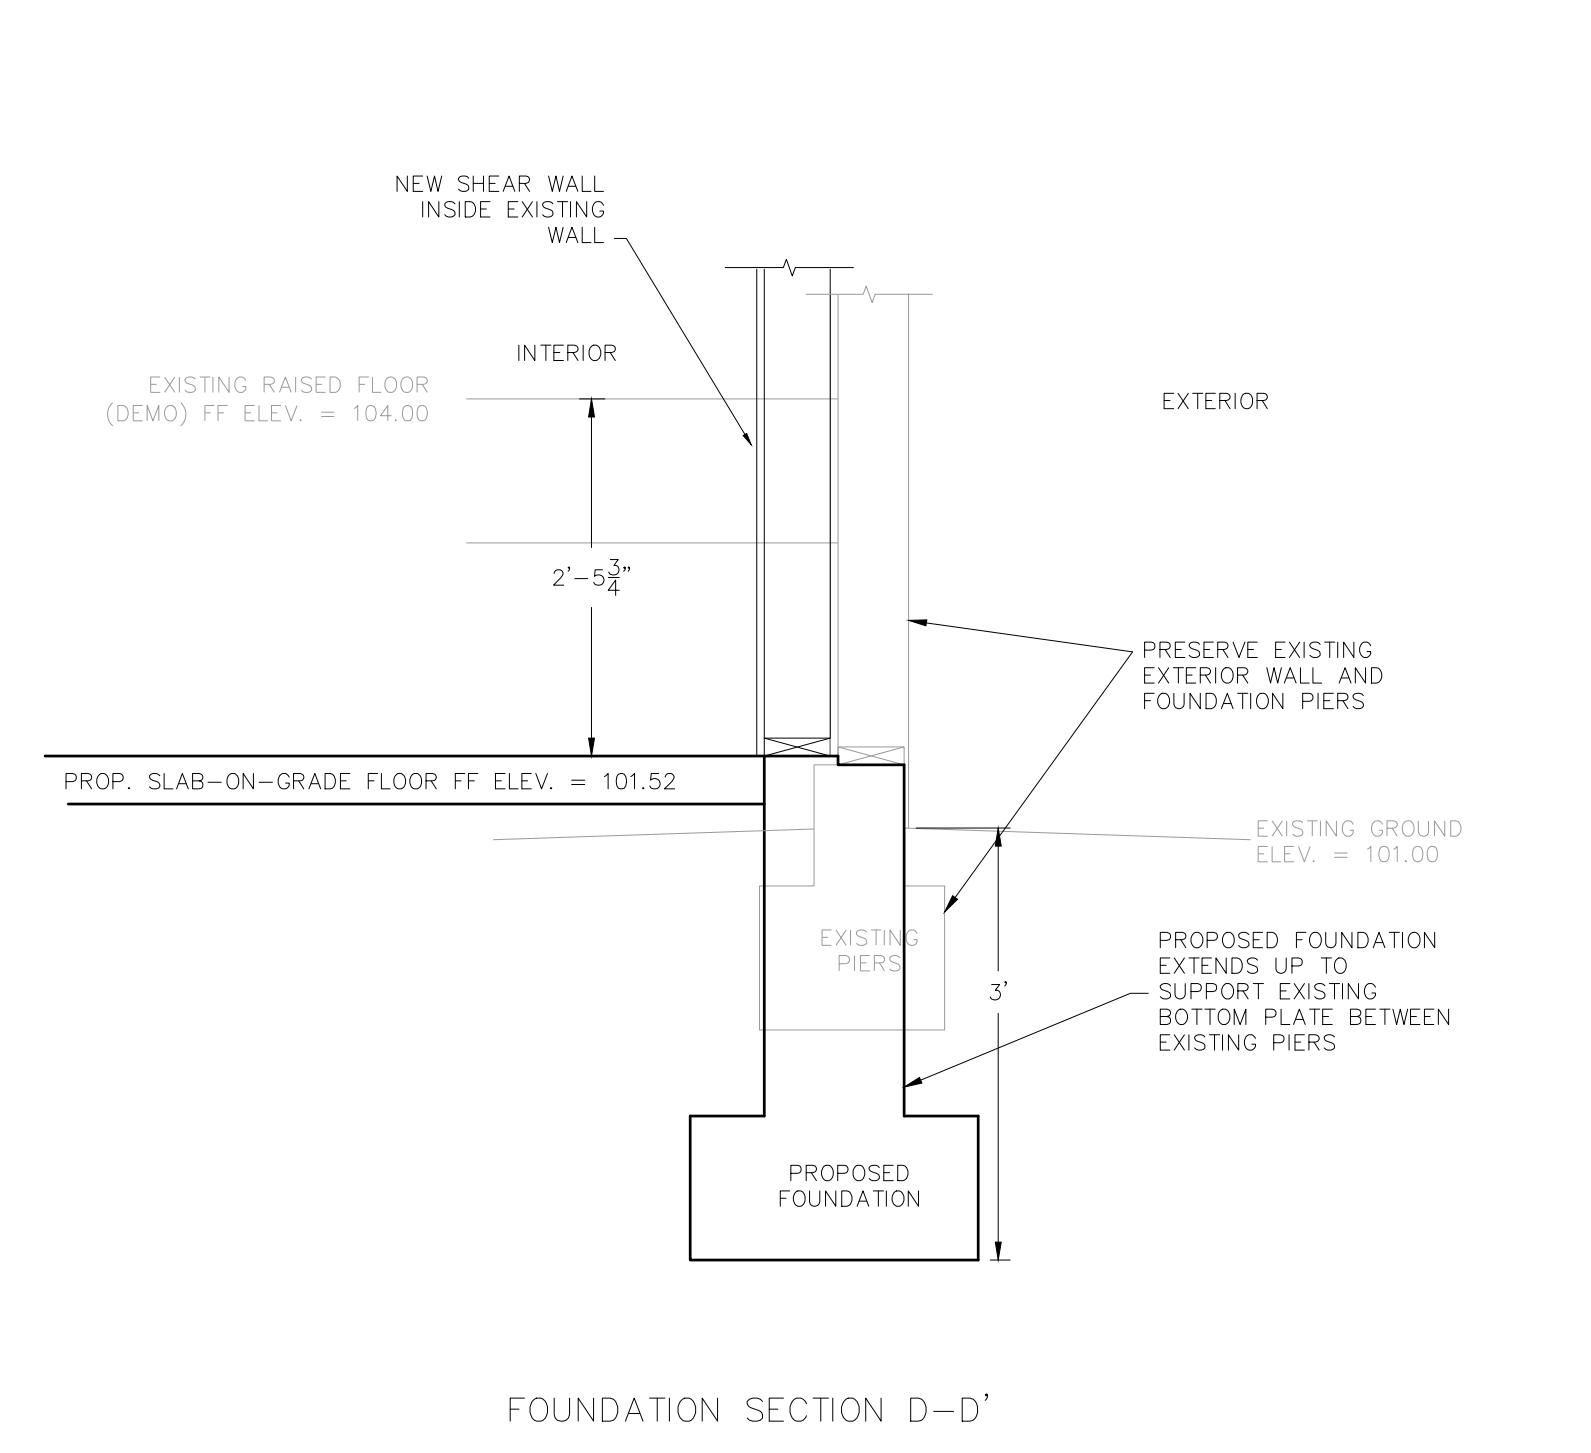 NEW SHEAR WALL
INSIDE EXISTING
WALL
INTERIOR
EXISTING RAISED FLOOR
(DEMO) FF ELEV. = 104.00
EXTERIOR
2'-5 3/4"
PRESERVE EXISTING
EXTERIOR WALL AND
FOUNDATION PIERS
PROP. SLAB-ON-GRADE FLOOR FF ELEV. = 101.52
EXISTING GROUND
ELEV. = 101.00
EXISTING
PIERS
3'
PROPOSED FOUNDATION
EXTENDS UP TO
SUPPORT EXISTING
BOTTOM PLATE BETWEEN
EXISTING PIERS
PROPOSED
FOUNDATION
FOUNDATION SECTION D-D'